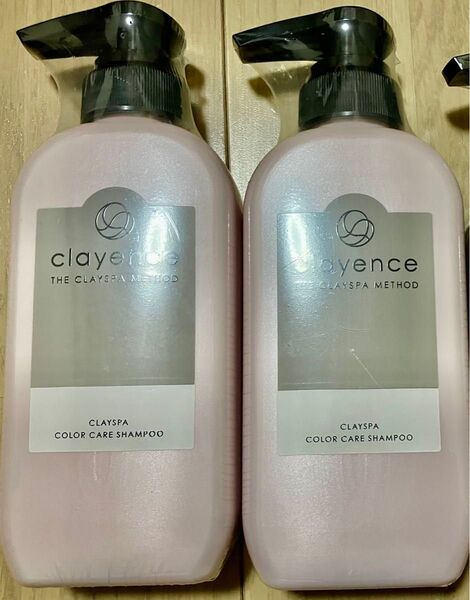 clayence
THE CLAYSPA METHOD
CLAYSPA
COLOR CARE SHAMPOO
clayence
THE CLAYSPA METHOD
CLAYSPA
COLOR CARE SHAMPOO